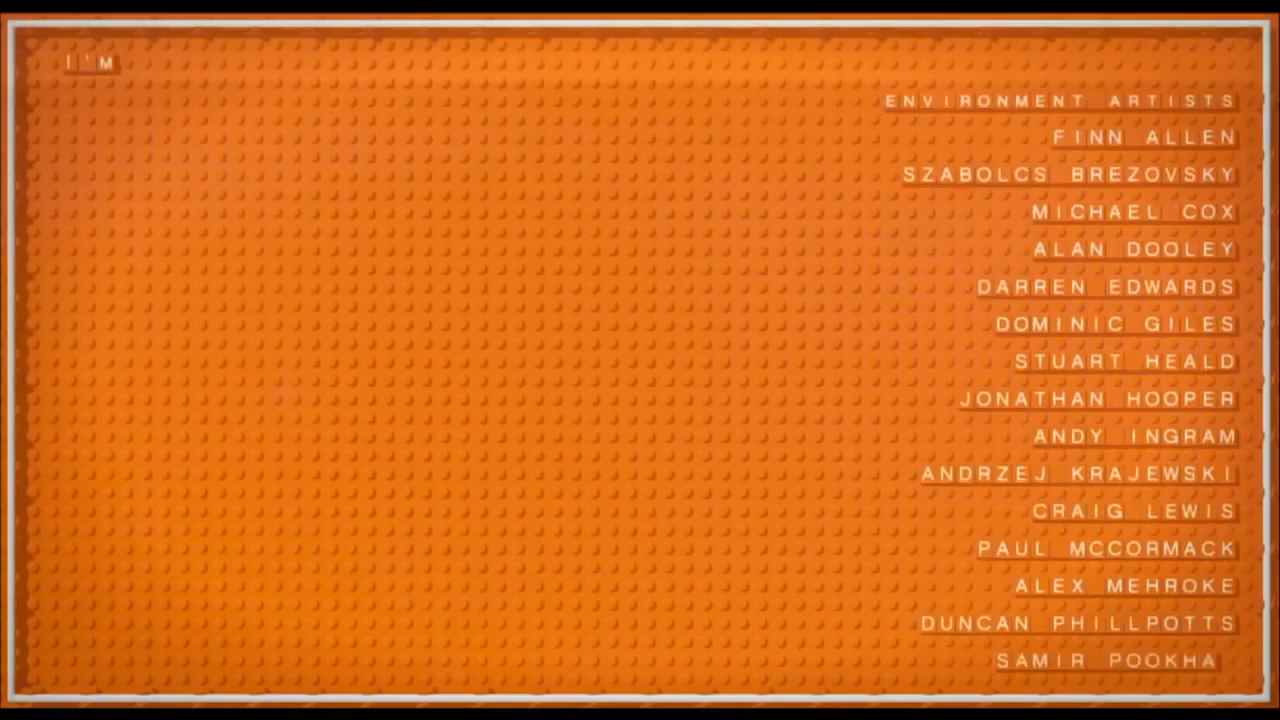 I'M
ENVIRONMENT ARTISTS
FINN ALLEN
SZABOLCS BREZOVSKY
MICHAEL COX
ALAN DOOLEY
DARREN EDWARDS
DOMINIC GILES
STUART HEALD
JONATHAN HOOPER
ANDY INGRAM
ANDRZEJ KRAJEWSKI
CRAIG LEWIS
PAUL MCCORMACK
ALEX MEHROKE
DUNCAN PHILLPOTTS
SAMIR POOKHA